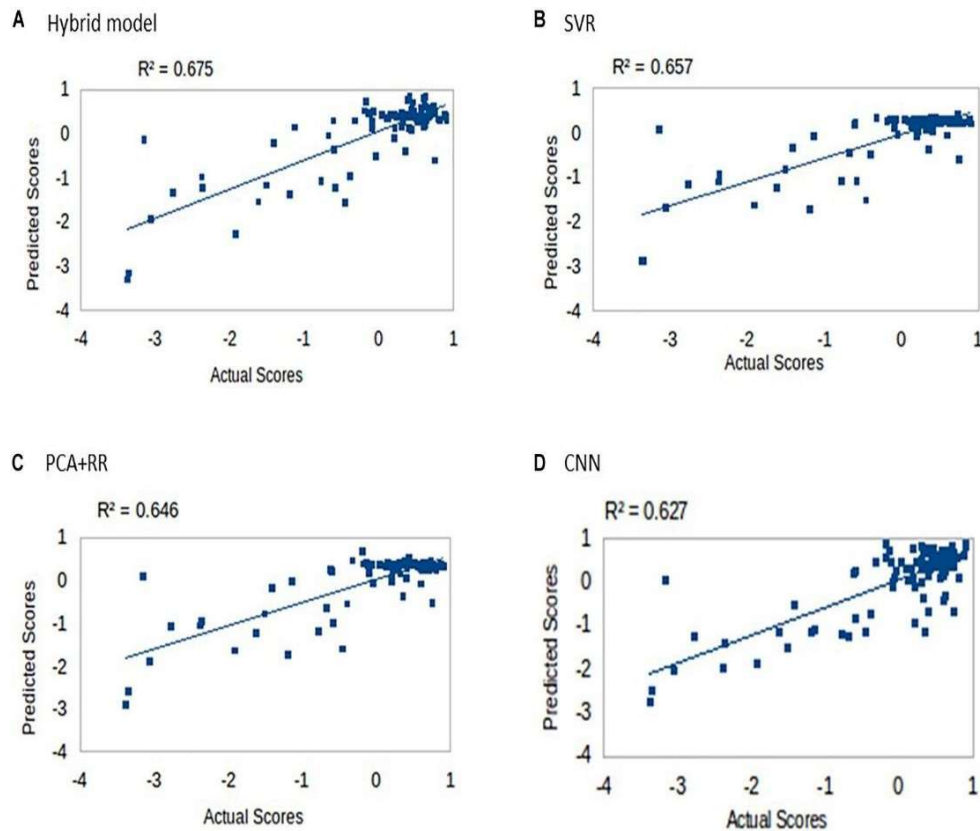 A Hybrid model
R² = 0.675
1
0
-1
-2
-3
-4
-4 -3 -2 -1 0 1
Predicted Scores
Actual Scores
B SVR
R² = 0.657
1
0
-1
-2
-3
-4
-4 -3 -2 -1 0 1
Predicted Scores
Actual Scores
C PCA+RR
R² = 0.646
1
0
-1
-2
-3
-4
-4 -3 -2 -1 0 1
Predicted Scores
Actual Scores
D CNN
R² = 0.627
1
0
-1
-2
-3
-4
-4 -3 -2 -1 0 1
Predicted Scores
Actual Scores